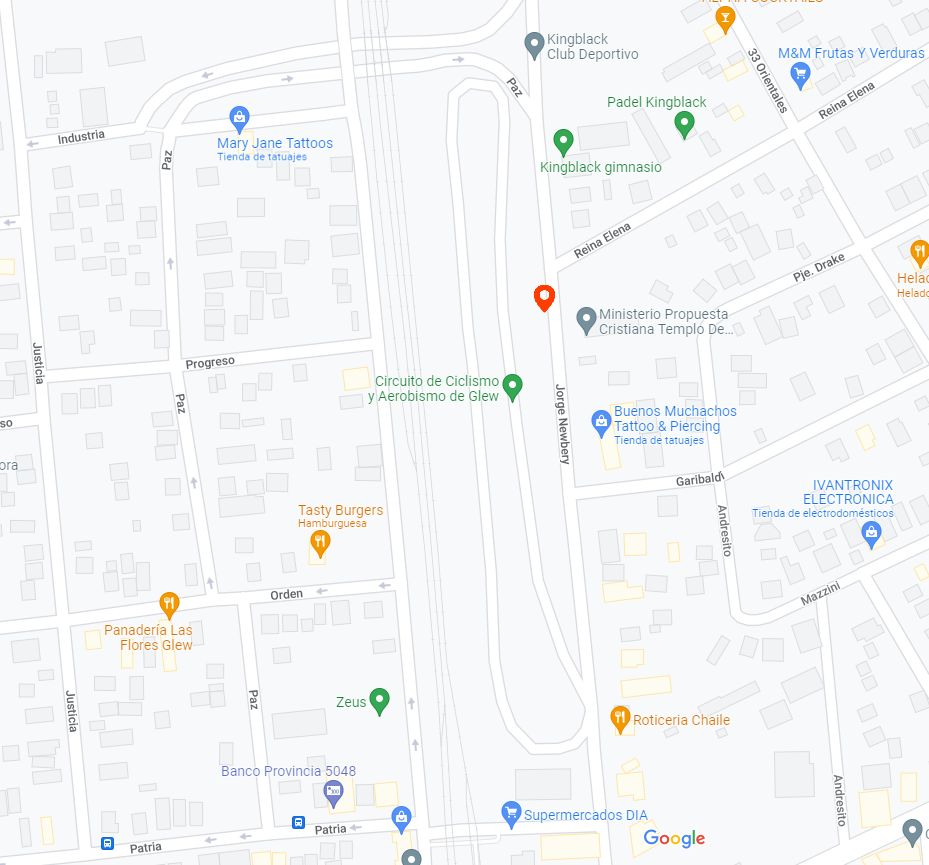 Kingblack
Club Deportivo
M&M Frutas Y Verduras
33 Orientales
Reina Elena
Paz
Padel Kingblack
Industria
Mary Jane Tattoos
Tienda de tatuajes
Paz
Kingblack gimnasio
Reina Elena
Pje. Drake
Helad
Helado
Ministerio Propuesta
Cristiana Templo De...
Justicia
Progreso
Circuito de Ciclismo
y Aerobismo de Glew
Paz
Jorge Newbery
Buenos Muchachos
Tattoo & Piercing
Tienda de tatuajes
so
ora
Garibaldi
IVANTRONIX
ELECTRONICA
Tienda de electrodomésticos
Tasty Burgers
Hamburguesa
Andresito
Orden
Mazzini
Panadería Las
Flores Glew
Justicia
Paz
Zeus
Roticeria Chaile
Banco Provincia 5048
Andresito
Supermercados DIA
Patria
Patria
Google